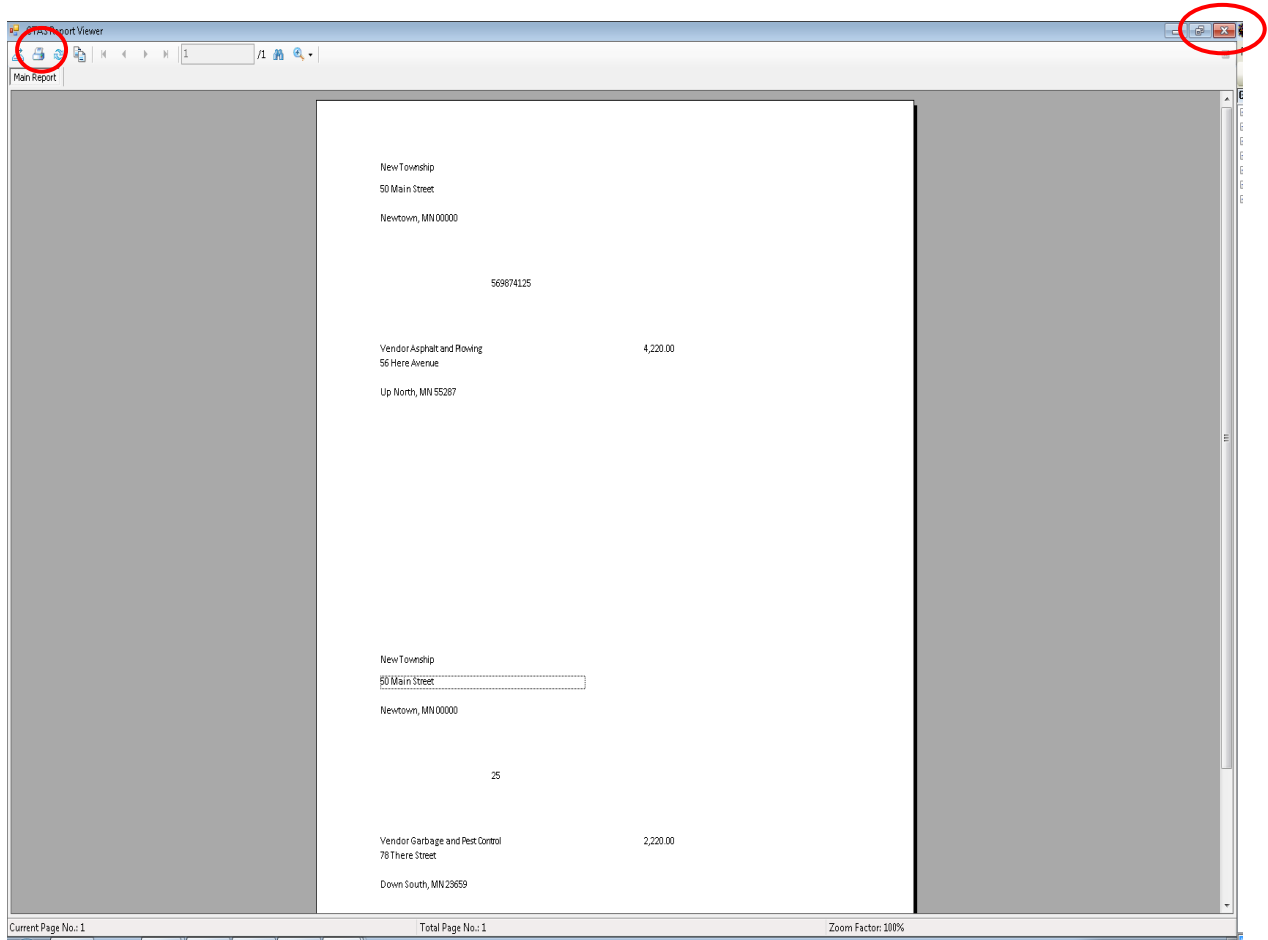 CTAS Report Viewer
1 /1
Main Report
New Township
50 Main Street
Newtown, MN 00000
569874125
Vendor Asphalt and Plowing 4,220.00
56 Here Avenue
Up North, MN 55287
New Township
50 Main Street
Newtown, MN 00000
25
Vendor Garbage and Pest Control 2,220.00
78 There Street
Down South, MN 23659
Current Page No.: 1 Total Page No.: 1 Zoom Factor: 100%